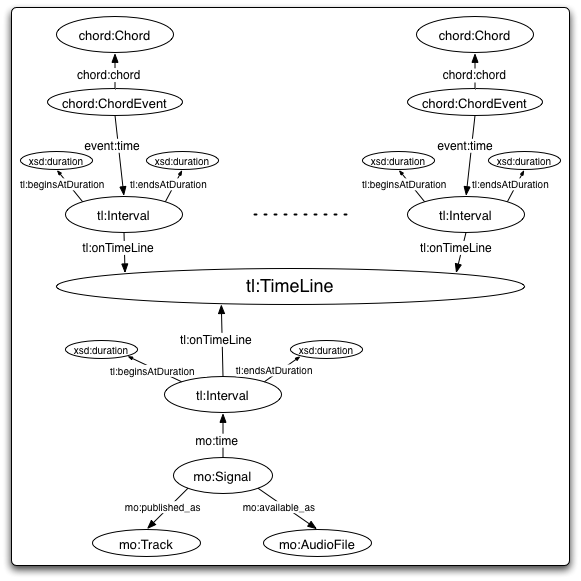 chord:Chord chord:Chord
chord:chord chord:chord
chord:ChordEvent chord:ChordEvent
event:time event:time
xsd:duration xsd:duration xsd:duration xsd:duration
tl:beginsAtDuration tl:endsAtDuration tl:beginsAtDuration tl:endsAtDuration
tl:Interval tl:Interval
tl:onTimeLine tl:onTimeLine
tl:TimeLine
tl:onTimeLine
xsd:duration xsd:duration
tl:beginsAtDuration tl:endsAtDuration
tl:Interval
mo:time
mo:Signal
mo:published_as mo:available_as
mo:Track mo:AudioFile